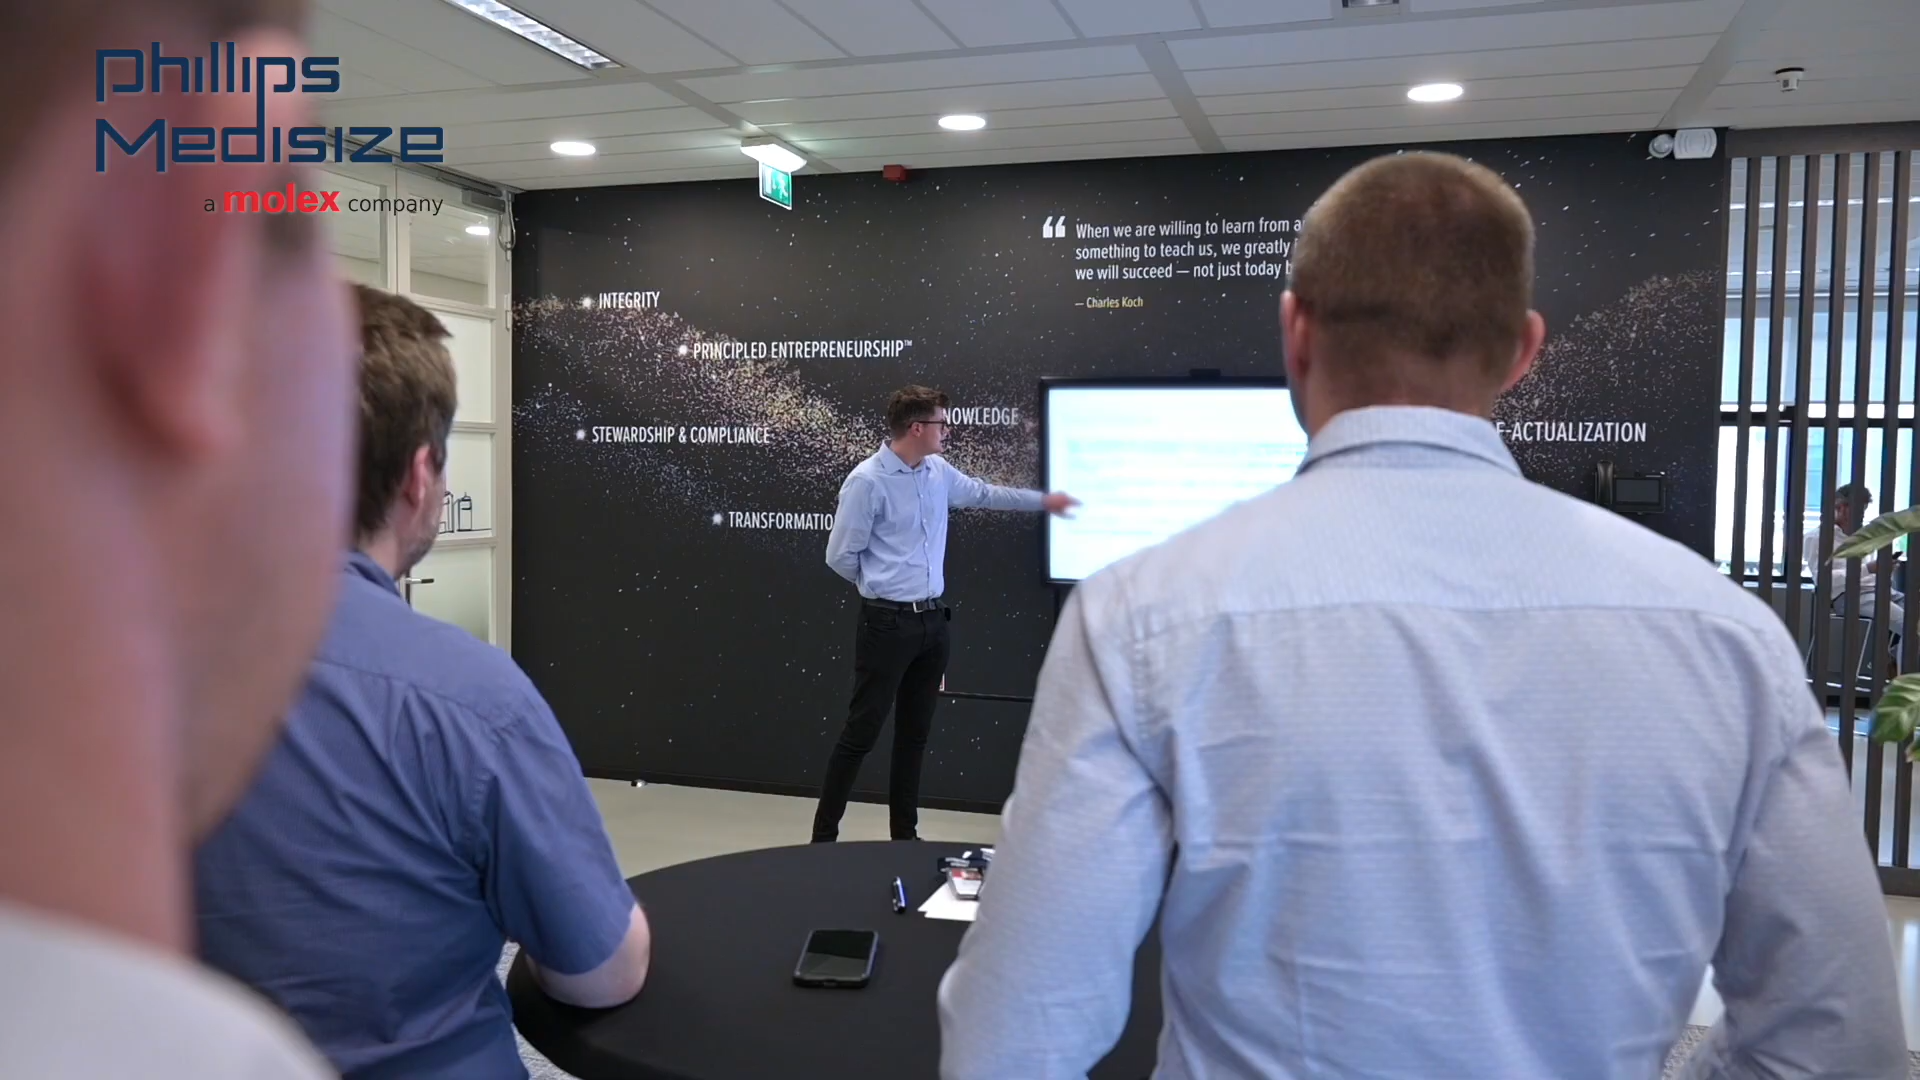 Phillips
Medisize
a molex company
When we are willing to learn from
something to teach us, we greatly
we will succeed — not just today
— Charles Koch
INTEGRITY
PRINCIPLED ENTREPRENEURSHIP™
NOWLEDGE
STEWARDSHIP & COMPLIANCE
-ACTUALIZATION
TRANSFORMATIO